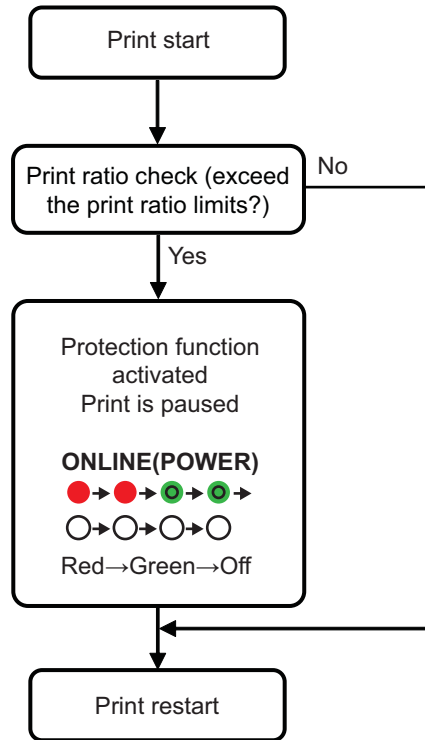 Print start
Print ratio check (exceed
the print ratio limits?)
No
Yes
Protection function
activated
Print is paused
ONLINE(POWER)
Red→Green→Off
Print restart